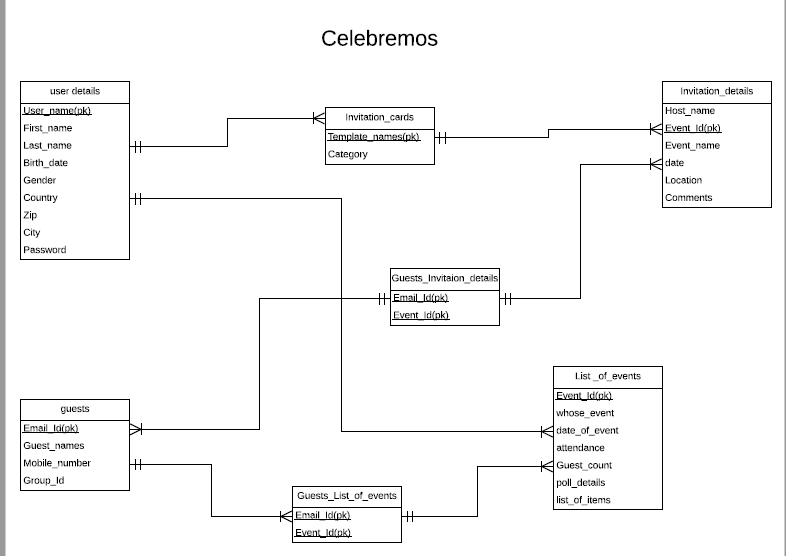 Celebremos
user details
User_name(pk)
First_name
Last_name
Birth_date
Gender
Country
Zip
City
Password
Invitation_cards
Template_names(pk)
Category
Invitation_details
Host_name
Event_Id(pk)
Event_name
date
Location
Comments
Guests_Invitaion_details
Email_Id(pk)
Event_Id(pk)
guests
Email_Id(pk)
Guest_names
Mobile_number
Group_Id
List _of_events
Event_Id(pk)
whose_event
date_of_event
attendance
Guest_count
poll_details
list_of_items
Guests_List_of_events
Email_Id(pk)
Event_Id(pk)